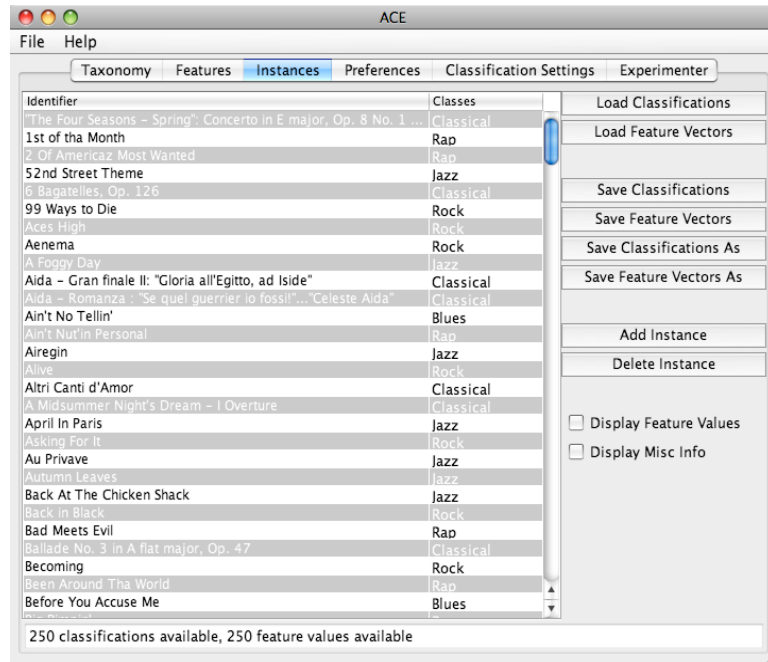 ACE
File Help
Taxonomy Features Instances Preferences Classification Settings Experimenter
Identifier Classes
"The Four Seasons – Spring": Concerto in E major, Op. 8 No. 1 ... Classical
1st of tha Month Rap
2 Of Americaz Most Wanted Rap
52nd Street Theme Jazz
6 Bagatelles, Op. 126 Classical
99 Ways to Die Rock
Aces High Rock
Aenema Rock
A Foggy Day Jazz
Aida – Gran finale II: "Gloria all'Egitto, ad Iside" Classical
Aida – Romanza : "Se quel guerrier io fossi!"..."Celeste Aida" Classical
Ain't No Tellin' Blues
Ain't Nut'in Personal Rap
Airegin Jazz
Alive Rock
Altri Canti d'Amor Classical
A Midsummer Night's Dream – I Overture Classical
April In Paris Jazz
Asking For It Rock
Au Privave Jazz
Autumn Leaves Jazz
Back At The Chicken Shack Jazz
Back in Black Rock
Bad Meets Evil Rap
Ballade No. 3 in A flat major, Op. 47 Classical
Becoming Rock
Been Around Tha World Rap
Before You Accuse Me Blues
Load Classifications
Load Feature Vectors
Save Classifications
Save Feature Vectors
Save Classifications As
Save Feature Vectors As
Add Instance
Delete Instance
Display Feature Values
Display Misc Info
250 classifications available, 250 feature values available